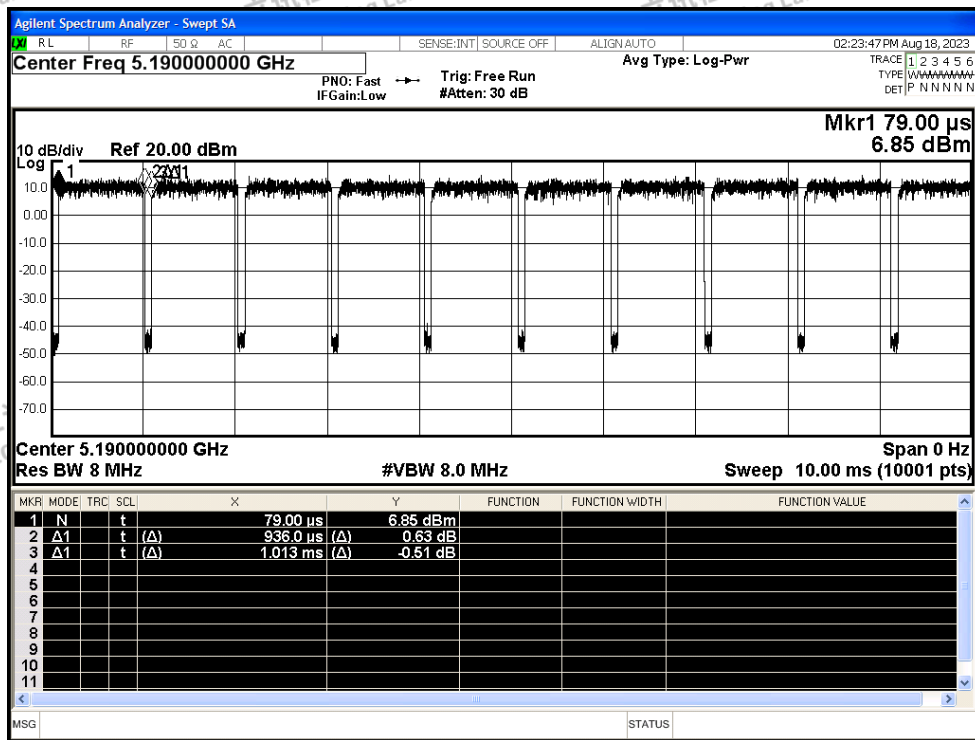 Agilent Spectrum Analyzer - Swept SA
LXI RL RF 50 Ω AC SENSE:INT SOURCE OFF ALIGN AUTO 02:23:47 PM Aug 18, 2023
Center Freq 5.190000000 GHz
PNO: Fast
IFGain:Low
Trig: Free Run
#Atten: 30 dB
Avg Type: Log-Pwr
TRACE 1 2 3 4 5 6
TYPE
DET P N N N N N
Mkr1 79.00 µs
6.85 dBm
10 dB/div Ref 20.00 dBm
Log
1
10.0
0.00
-10.0
-20.0
-30.0
-40.0
-50.0
-60.0
-70.0
Center 5.190000000 GHz Span 0 Hz
Res BW 8 MHz #VBW 8.0 MHz Sweep 10.00 ms (10001 pts)
MKR MODE TRC SCL X Y FUNCTION FUNCTION WIDTH FUNCTION VALUE
1 N t 79.00 µs 6.85 dBm
2 Δ1 t (Δ) 936.0 µs (Δ) 0.63 dB
3 Δ1 t (Δ) 1.013 ms (Δ) -0.51 dB
4
5
6
7
8
9
10
11
MSG STATUS